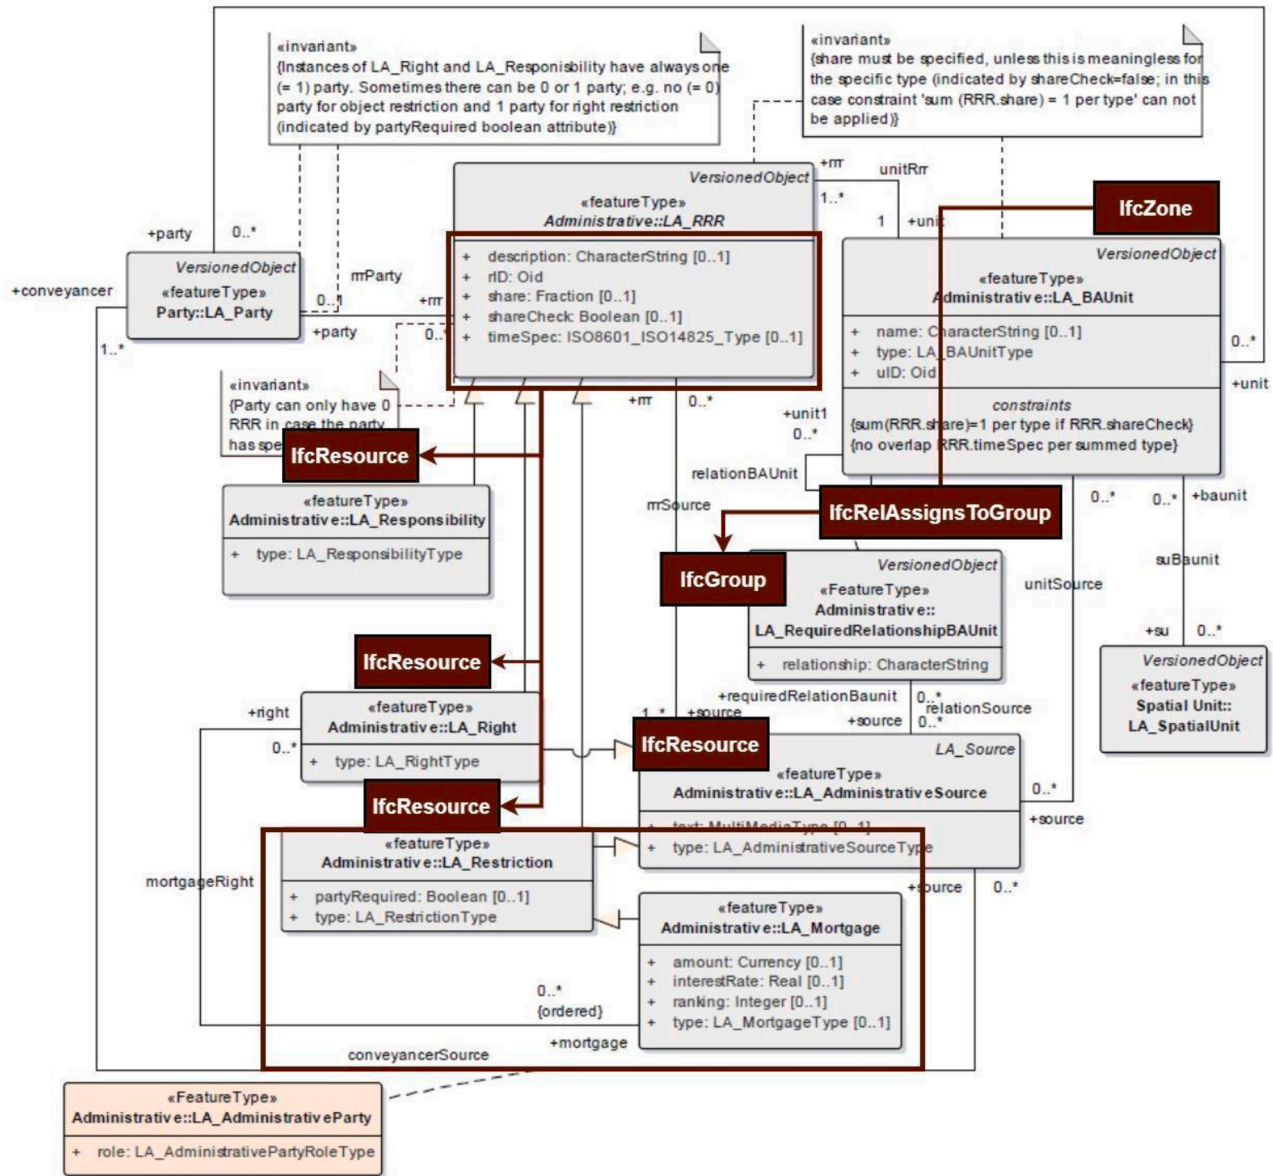 «invariant»
{Instances of LA_Right and LA_Responisbility have always one
(= 1) party. Sometimes there can be 0 or 1 party; e.g. no (= 0)
party for object restriction and 1 party for right restriction
(indicated by partyRequired boolean attribute)}
«invariant»
{share must be specified, unless this is meaningless for
the specific type (indicated by shareCheck=false; in this
case constraint 'sum (RRR.share) = 1 per type' can not
be applied)}
+rrr
unitRrr
1..*
1
+unit
IfcZone
VersionedObject
«featureType»
Administrative::LA_RRR
+ description: CharacterString [0..1]
+ rID: Oid
+ share: Fraction [0..1]
+ shareCheck: Boolean [0..1]
+ timeSpec: ISO8601_ISO14825_Type [0..1]
+party
0..*
VersionedObject
«featureType»
Party::LA_Party
+conveyancer
1..*
rrrParty
0..1
+party
+rrr
0..*
VersionedObject
«featureType»
Administrative::LA_BAUnit
+ name: CharacterString [0..1]
+ type: LA_BAUnitType
+ uID: Oid
constraints
{sum(RRR.share)=1 per type if RRR.shareCheck}
{no overlap RRR.timeSpec per summed type}
0..*
+unit
«invariant»
{Party can only have 0
RRR in case the party
has spe
IfcResource
+rrr
0..*
+unit1
0..*
relationBAUnit
«featureType»
Administrative::LA_Responsibility
+ type: LA_ResponsibilityType
rrrSource
IfcRelAssignsToGroup
0..*
0..*
+baunit
IfcGroup
VersionedObject
«FeatureType»
Administrative::
LA_RequiredRelationshipBAUnit
+ relationship: CharacterString
unitSource
suBaunit
+su
0..*
VersionedObject
«featureType»
Spatial Unit::
LA_SpatialUnit
IfcResource
+right
0..*
«featureType»
Administrative::LA_Right
+ type: LA_RightType
+requiredRelationBaunit
0..*
relationSource
1..*
+source
+source
0..*
IfcResource
LA_Source
«featureType»
Administrative::LA_AdministrativeSource
+ text: MultiMediaType [0..1]
+ type: LA_AdministrativeSourceType
0..*
+source
IfcResource
«featureType»
Administrative::LA_Restriction
+ partyRequired: Boolean [0..1]
+ type: LA_RestrictionType
mortgageRight
+source
0..*
«featureType»
Administrative::LA_Mortgage
+ amount: Currency [0..1]
+ interestRate: Real [0..1]
+ ranking: Integer [0..1]
+ type: LA_MortgageType [0..1]
0..*
{ordered}
+mortgage
conveyancerSource
«FeatureType»
Administrative::LA_AdministrativeParty
+ role: LA_AdministrativePartyRoleType